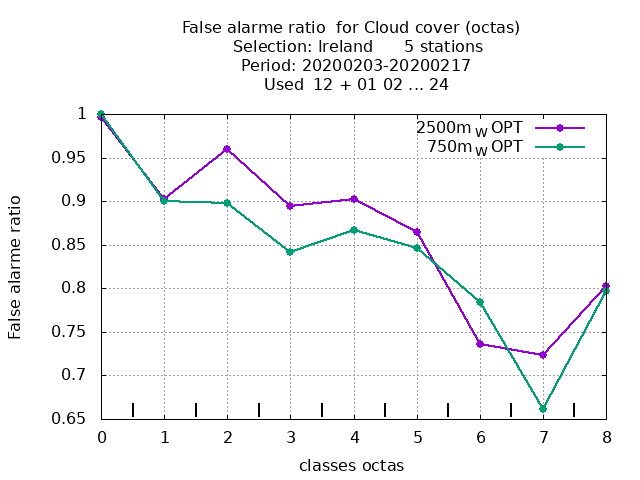 False alarme ratio  for Cloud cover (octas)
Selection: Ireland      5 stations
Period: 20200203-20200217
Used  12 + 01 02 ... 24
2500m W OPT
750m W OPT
1
0.95
0.9
0.85
0.8
0.75
0.7
0.65
False alarme ratio
0 1 2 3 4 5 6 7 8
classes octas